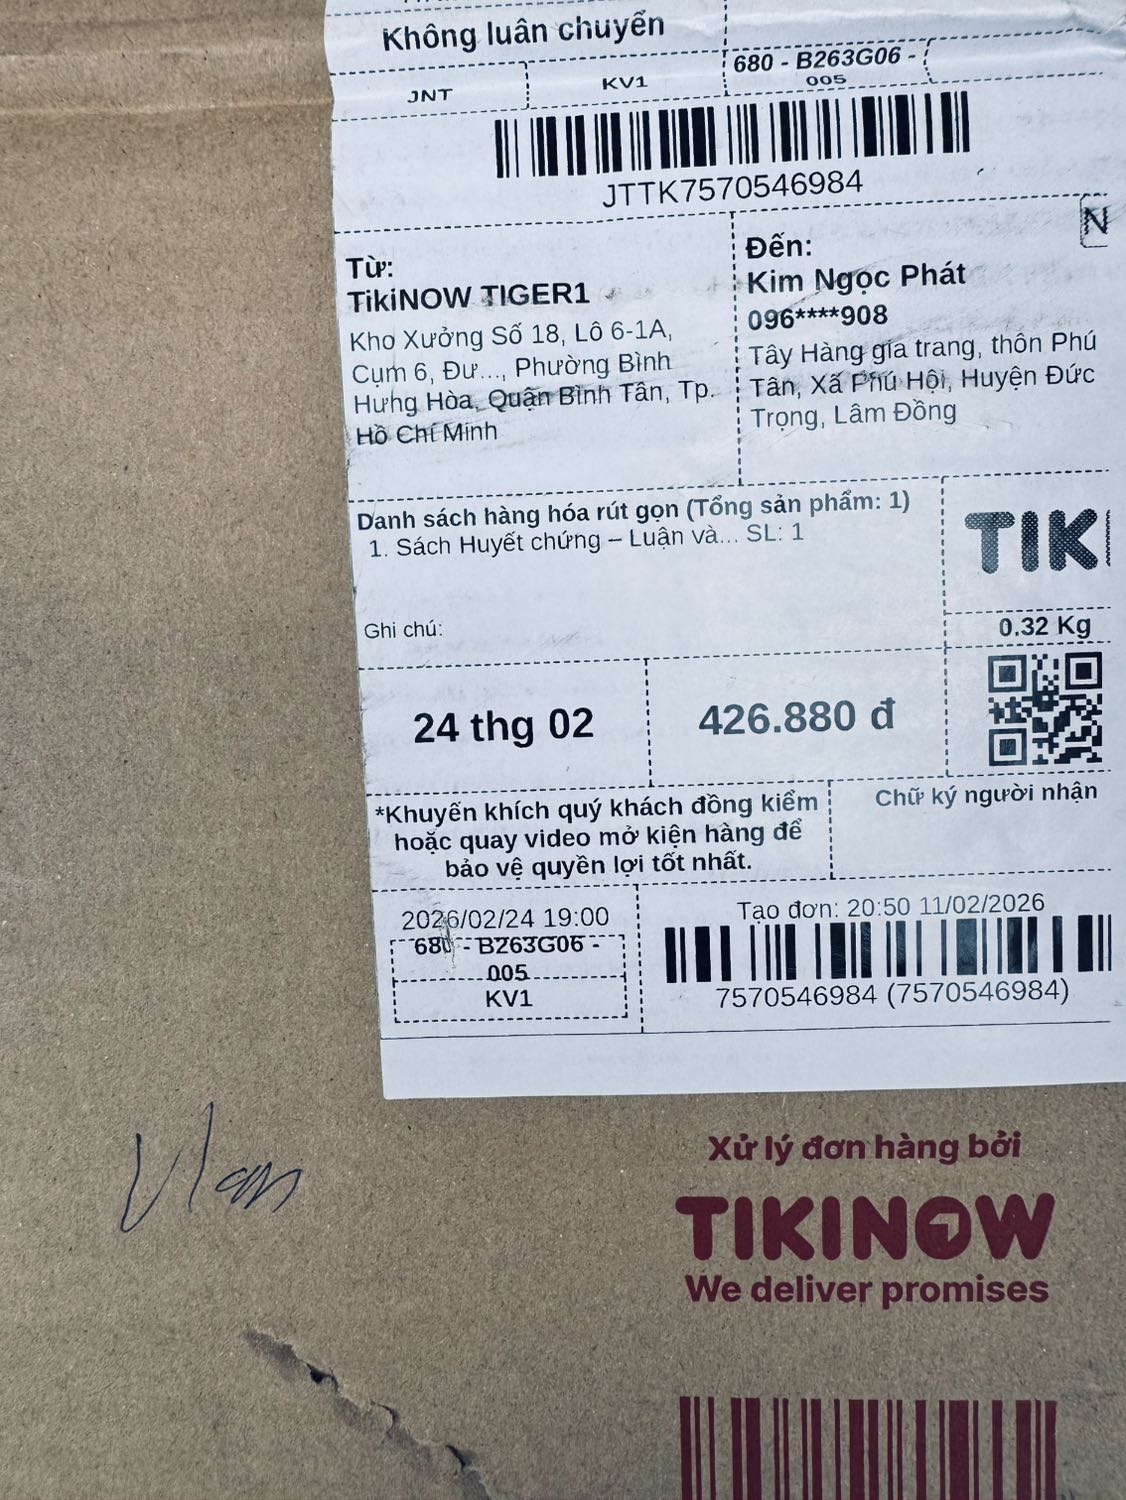 Không luân chuyển
JNT
KV1
680 - B263G06 -
005
JTTK7570546984
Từ:
TikiNOW TIGER1
Kho Xưởng Số 18, Lô 6-1A,
Cụm 6, Đư..., Phường Bình
Hưng Hòa, Quận Bình Tân, Tp.
Hồ Chí Minh
Đến:
Kim Ngọc Phát
096****908
Tây Hàng gia trang, thôn Phú
Tân, Xã Phú Hội, Huyện Đức
Trọng, Lâm Đồng
N
Danh sách hàng hóa rút gọn (Tổng sản phẩm: 1)
1. Sách Huyết chứng – Luận và... SL: 1
Ghi chú:
TIKI
0.32 Kg
24 thg 02
426.880 đ
*Khuyến khích quý khách đồng kiểm
hoặc quay video mở kiện hàng để
bảo vệ quyền lợi tốt nhất.
Chữ ký người nhận
2026/02/24 19:00
680 - B263G06 -
005
KV1
Tạo đơn: 20:50 11/02/2026
7570546984 (7570546984)
Xử lý đơn hàng bởi
TIKINOW
We deliver promises